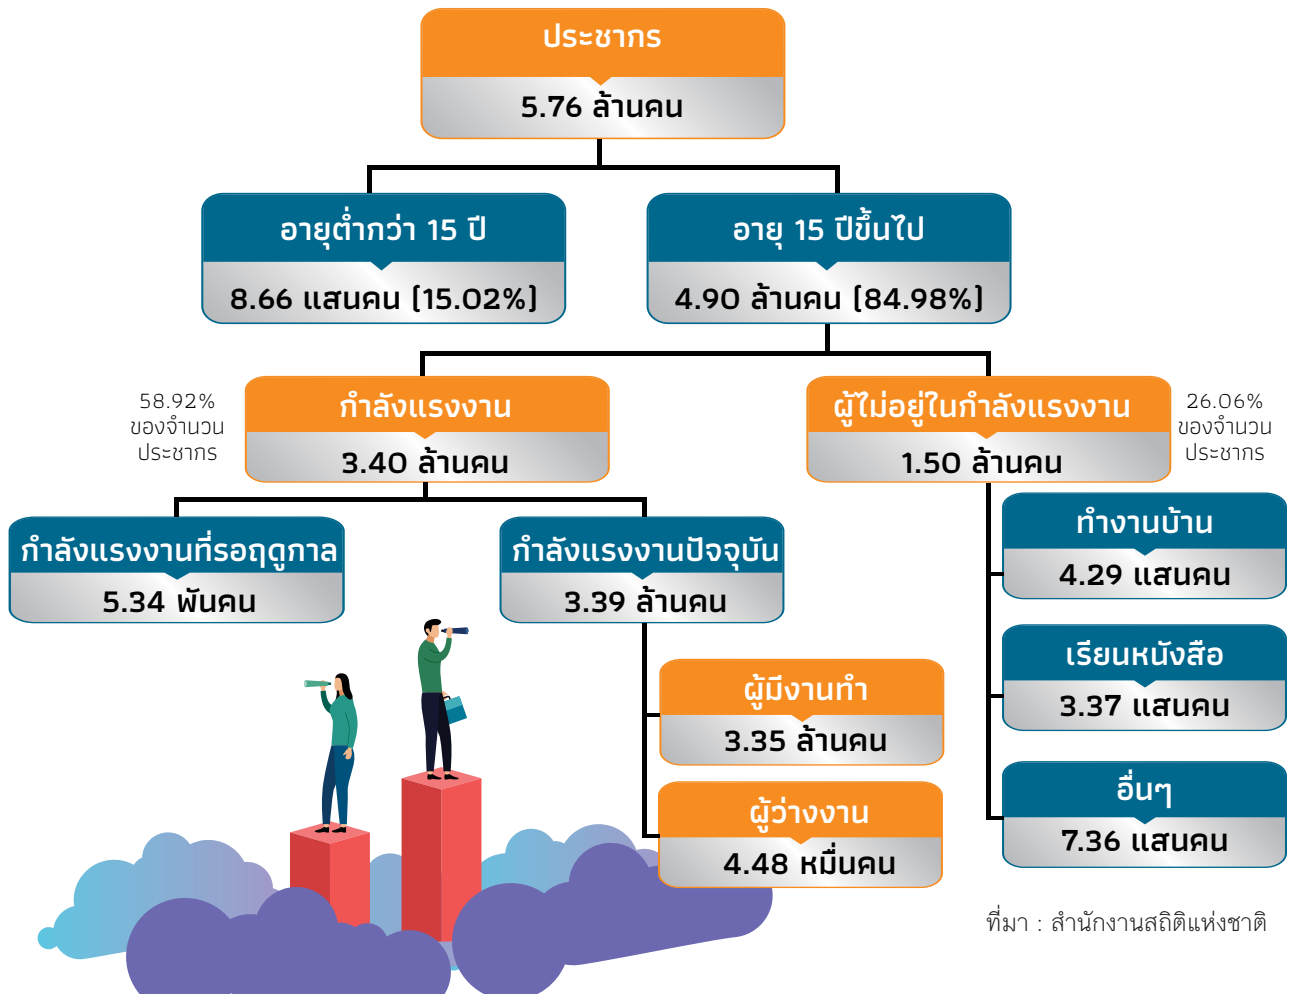 ประชากร
5.76 ล้านคน
อายุต่ำกว่า 15 ปี
8.66 แสนคน (15.02%)
อายุ 15 ปีขึ้นไป
4.90 ล้านคน (84.98%)
58.92%
ของจำนวน
ประชากร
กำลังแรงงาน
3.40 ล้านคน
ผู้ไม่อยู่ในกำลังแรงงาน
1.50 ล้านคน
26.06%
ของจำนวน
ประชากร
กำลังแรงงานที่รอฤดูกาล
5.34 พันคน
กำลังแรงงานปัจจุบัน
3.39 ล้านคน
ผู้มีงานทำ
3.35 ล้านคน
ผู้ว่างงาน
4.48 หมื่นคน
ทำงานบ้าน
4.29 แสนคน
เรียนหนังสือ
3.37 แสนคน
อื่นๆ
7.36 แสนคน
ที่มา : สำนักงานสถิติแห่งชาติ